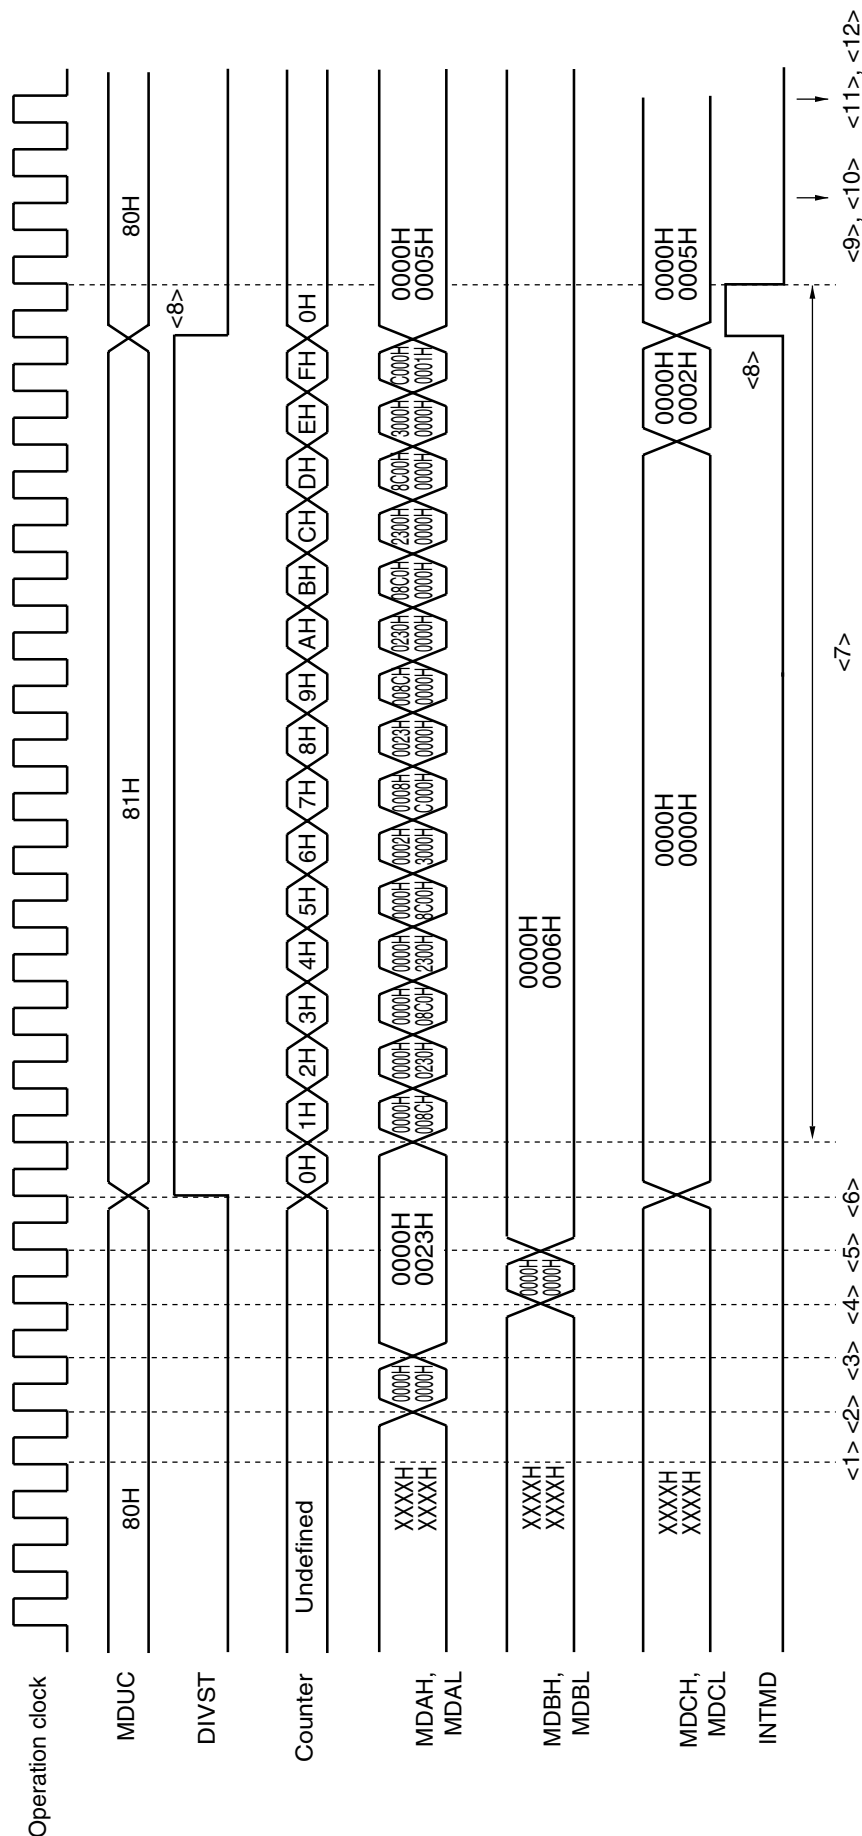 Operation clock
MDUC
80H
81H
80H
DIVST
<8>
Counter
Undefined
0H
1H
2H
3H
4H
5H
6H
7H
8H
9H
AH
BH
CH
DH
EH
FH
0H
MDAH,
MDAL
XXXXH
XXXXH
0000H
0000H
0000H
0023H
0000H
008CH
0000H
0230H
0000H
08C0H
0000H
2300H
0000H
8C00H
0002H
3000H
0008H
C000H
0023H
0000H
008CH
0000H
0230H
0000H
08C0H
0000H
2300H
0000H
8C00H
0000H
3000H
0000H
C000H
0001H
0000H
0005H
MDBH,
MDBL
XXXXH
XXXXH
0000H
0000H
0000H
0006H
MDCH,
MDCL
XXXXH
XXXXH
0000H
0000H
0000H
0002H
0000H
0005H
INTMD
<8>
<1>
<2>
<3>
<4>
<5>
<6>
<7>
<9>, <10>
<11>, <12>